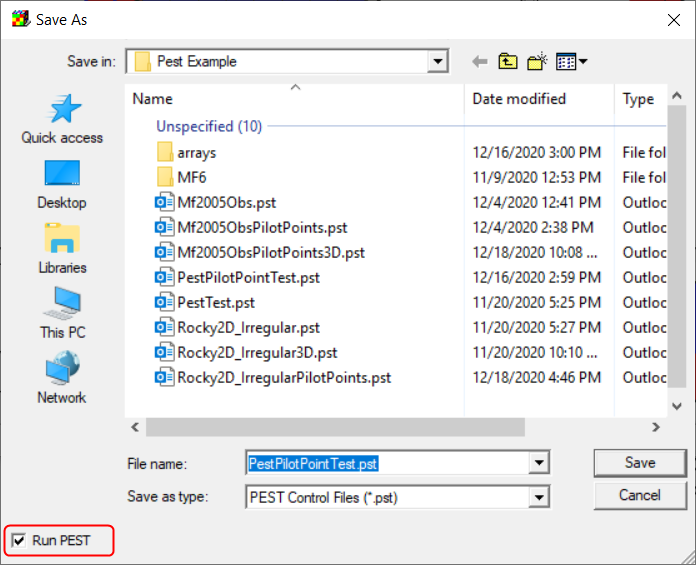 Save As
Save in: Pest Example
Name Date modified Type
Unspecified (10)
arrays 12/16/2020 3:00 PM File fol
MF6 11/9/2020 12:53 PM File fol
Mf2005Obs.pst 12/4/2020 12:41 PM Outloc
Mf2005ObsPilotPoints.pst 12/4/2020 2:38 PM Outloc
Mf2005ObsPilotPoints3D.pst 12/18/2020 10:08 ... Outloc
PestPilotPointTest.pst 12/16/2020 2:59 PM Outloc
PestTest.pst 11/20/2020 5:25 PM Outloc
Rocky2D_Irregular.pst 11/20/2020 5:27 PM Outloc
Rocky2D_Irregular3D.pst 11/20/2020 10:10 ... Outloc
Rocky2D_IrregularPilotPoints.pst 12/18/2020 4:46 PM Outloc
Quick access
Desktop
Libraries
This PC
Network
File name: PestPilotPointTest.pst Save
Save as type: PEST Control Files (*.pst) Cancel
Run PEST